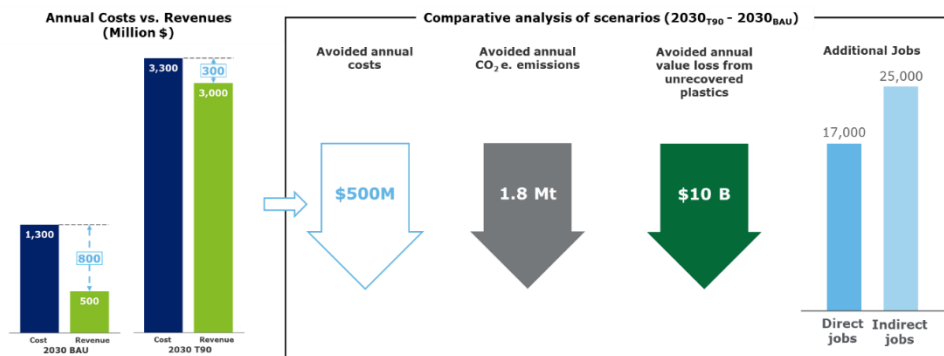 Annual Costs vs. Revenues
(Million $)
3,300
300
3,000
1,300
800
500
Cost
Revenue
2030 BAU
Cost
Revenue
2030 T90
Comparative analysis of scenarios (2030T90 - 2030BAU)
Avoided annual
costs
$500M
Avoided annual
CO2 e. emissions
1.8 Mt
Avoided annual
value loss from
unrecovered
plastics
$10 B
Additional Jobs
25,000
17,000
Direct
jobs
Indirect
jobs